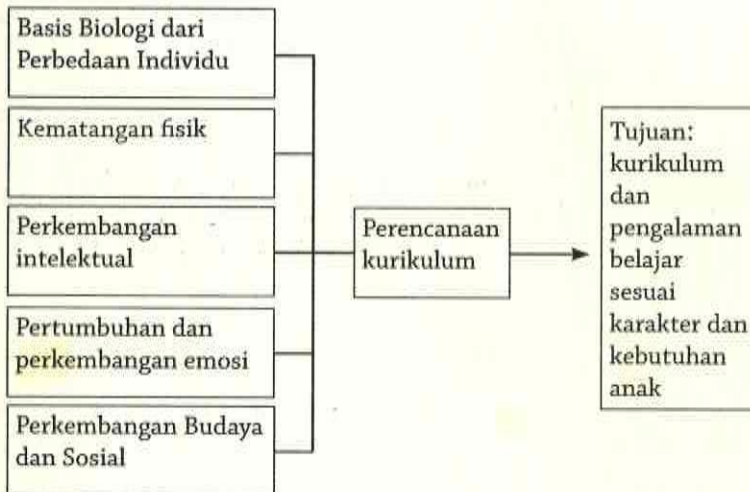 Basis Biologi dari
Perbedaan Individu
Kematangan fisik
Perkembangan
intelektual
Pertumbuhan dan
perkembangan emosi
Perkembangan Budaya
dan Sosial
Perencanaan
kurikulum
Tujuan:
kurikulum
dan
pengalaman
belajar
sesuai
karakter dan
kebutuhan
anak